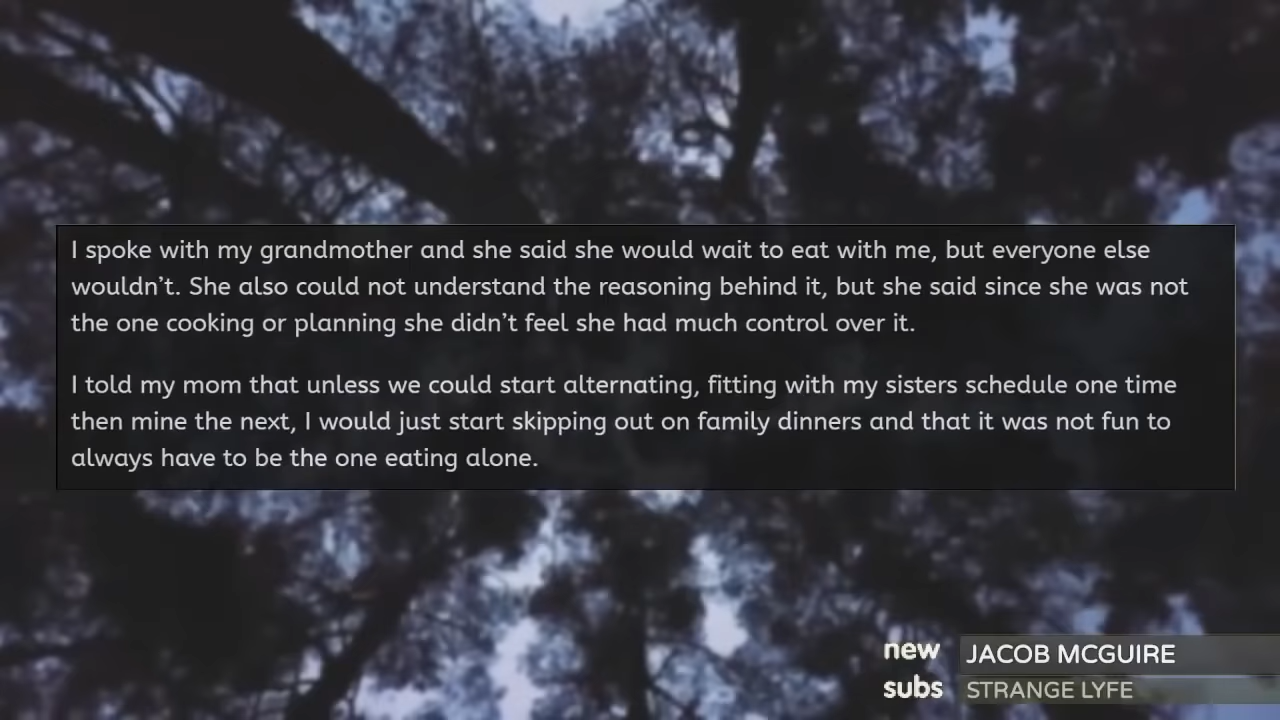 I spoke with my grandmother and she said she would wait to eat with me, but everyone else
wouldn’t. She also could not understand the reasoning behind it, but she said since she was not
the one cooking or planning she didn’t feel she had much control over it.
I told my mom that unless we could start alternating, fitting with my sisters schedule one time
then mine the next, I would just start skipping out on family dinners and that it was not fun to
always have to be the one eating alone.
new JACOB MCGUIRE
subs STRANGE LYFE